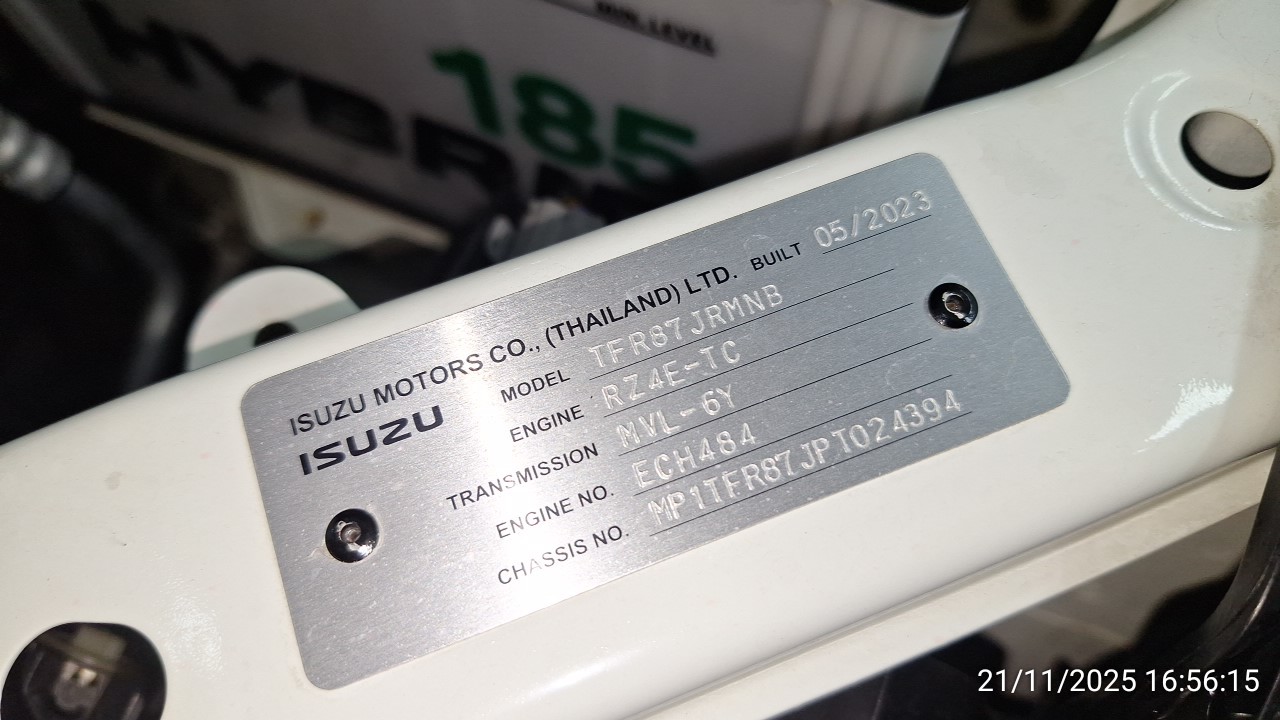 MIN. LEVEL
185
ISUZU MOTORS CO., (THAILAND) LTD. BUILT 05/2023
ISUZU
MODEL TFR87JRMNB
ENGINE RZ4E-TC
TRANSMISSION MVL-6Y
ENGINE NO. ECH484
CHASSIS NO. MP1TFR87JPT024394
21/11/2025 16:56:15